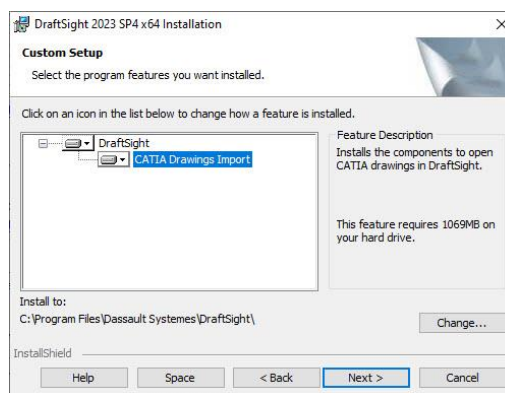 DraftSight 2023 SP4 x64 Installation
Custom Setup
Select the program features you want installed.
Click on an icon in the list below to change how a feature is installed.
DraftSight
CATIA Drawings Import
Feature Description
Installs the components to open
CATIA drawings in DraftSight.
This feature requires 1069MB on
your hard drive.
Install to:
C:\Program Files\Dassault Systemes\DraftSight\
Change...
InstallShield
Help
Space
< Back
Next >
Cancel